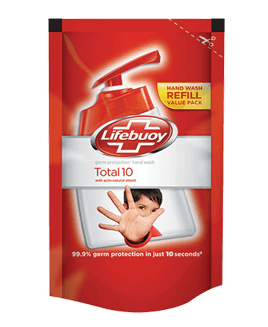 HAND WASH
REFILL
VALUE PACK
Lifebuoy
germ protection* hand wash
Total 10
with activ natural shield
99.9% germ protection in just 10 seconds*